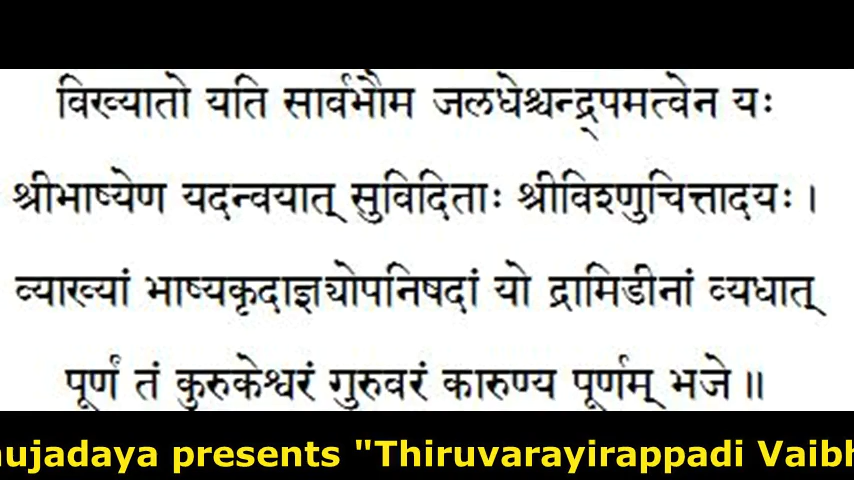 विख्यातो यति सार्वभौम जलधेश्चन्द्रपमत्वेन यः
श्रीभाष्येण यदन्वयात् सुविदिताः श्रीविश्णुचित्तादयः ।
व्याख्यां भाष्यकृदाज्ञ्योपनिषदां यो द्रामिडीनां व्यधात्
पूर्णं तं कुरुकेश्वरं गुरुवरं कारुण्य पूर्णम् भजे ॥
nujadaya presents "Thiruvarayirappadi Vaibh